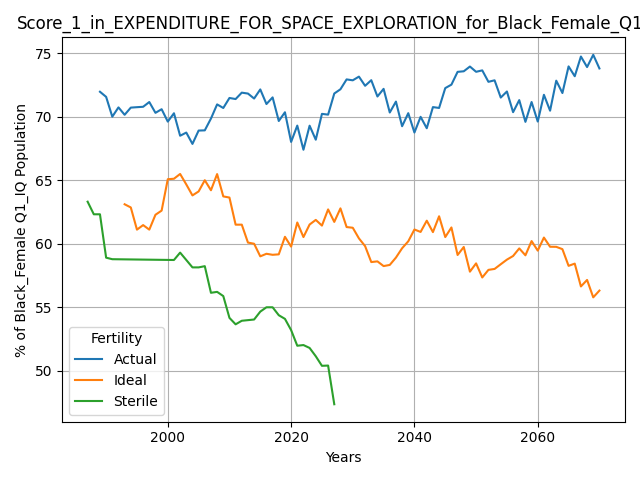 Score_1_in_EXPENDITURE_FOR_SPACE_EXPLORATION_for_Black_Female_Q1
75
70
65
60
55
50
% of Black_Female Q1_IQ Population
Fertility
Actual
Ideal
Sterile
2000
2020
2040
2060
Years